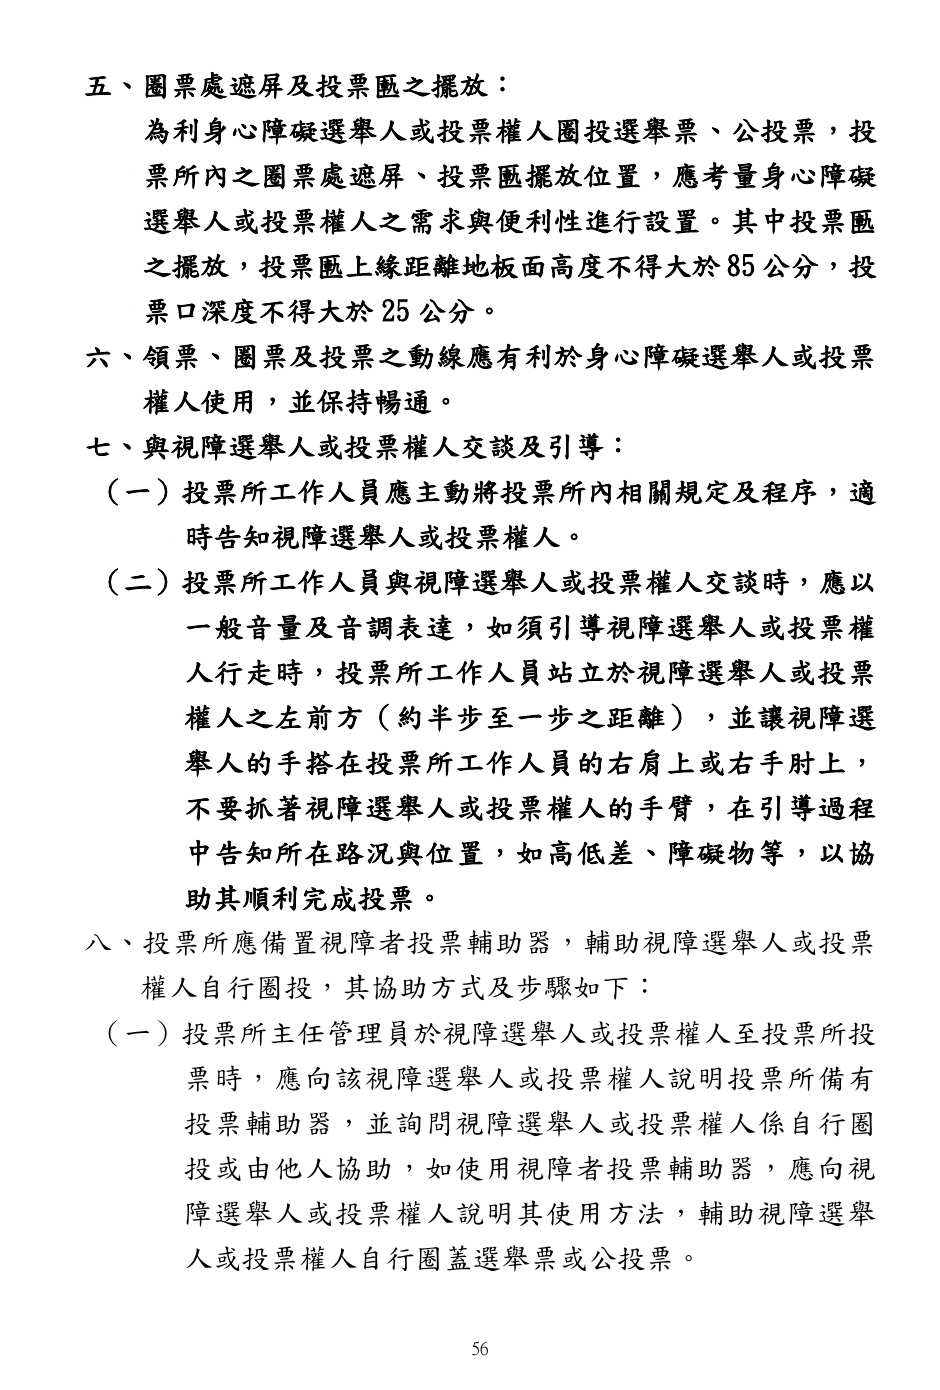 五、圈票處遮屏及投票匭之擺放：
為利身心障礙選舉人或投票權人圈投選舉票、公投票，投
票所內之圈票處遮屏、投票匭擺放位置，應考量身心障礙
選舉人或投票權人之需求與便利性進行設置。其中投票匭
之擺放，投票匭上緣距離地板面高度不得大於 85 公分，投
票口深度不得大於 25 公分。
六、領票、圈票及投票之動線應有利於身心障礙選舉人或投票
權人使用，並保持暢通。
七、與視障選舉人或投票權人交談及引導：
（一）投票所工作人員應主動將投票所內相關規定及程序，適
時告知視障選舉人或投票權人。
（二）投票所工作人員與視障選舉人或投票權人交談時，應以
一般音量及音調表達，如須引導視障選舉人或投票權
人行走時，投票所工作人員站立於視障選舉人或投票
權人之左前方（約半步至一步之距離），並讓視障選
舉人的手搭在投票所工作人員的右肩上或右手肘上，
不要抓著視障選舉人或投票權人的手臂，在引導過程
中告知所在路況與位置，如高低差、障礙物等，以協
助其順利完成投票。
八、投票所應備置視障者投票輔助器，輔助視障選舉人或投票
權人自行圈投，其協助方式及步驟如下：
（一）投票所主任管理員於視障選舉人或投票權人至投票所投
票時，應向該視障選舉人或投票權人說明投票所備有
投票輔助器，並詢問視障選舉人或投票權人係自行圈
投或由他人協助，如使用視障者投票輔助器，應向視
障選舉人或投票權人說明其使用方法，輔助視障選舉
人或投票權人自行圈蓋選舉票或公投票。
56